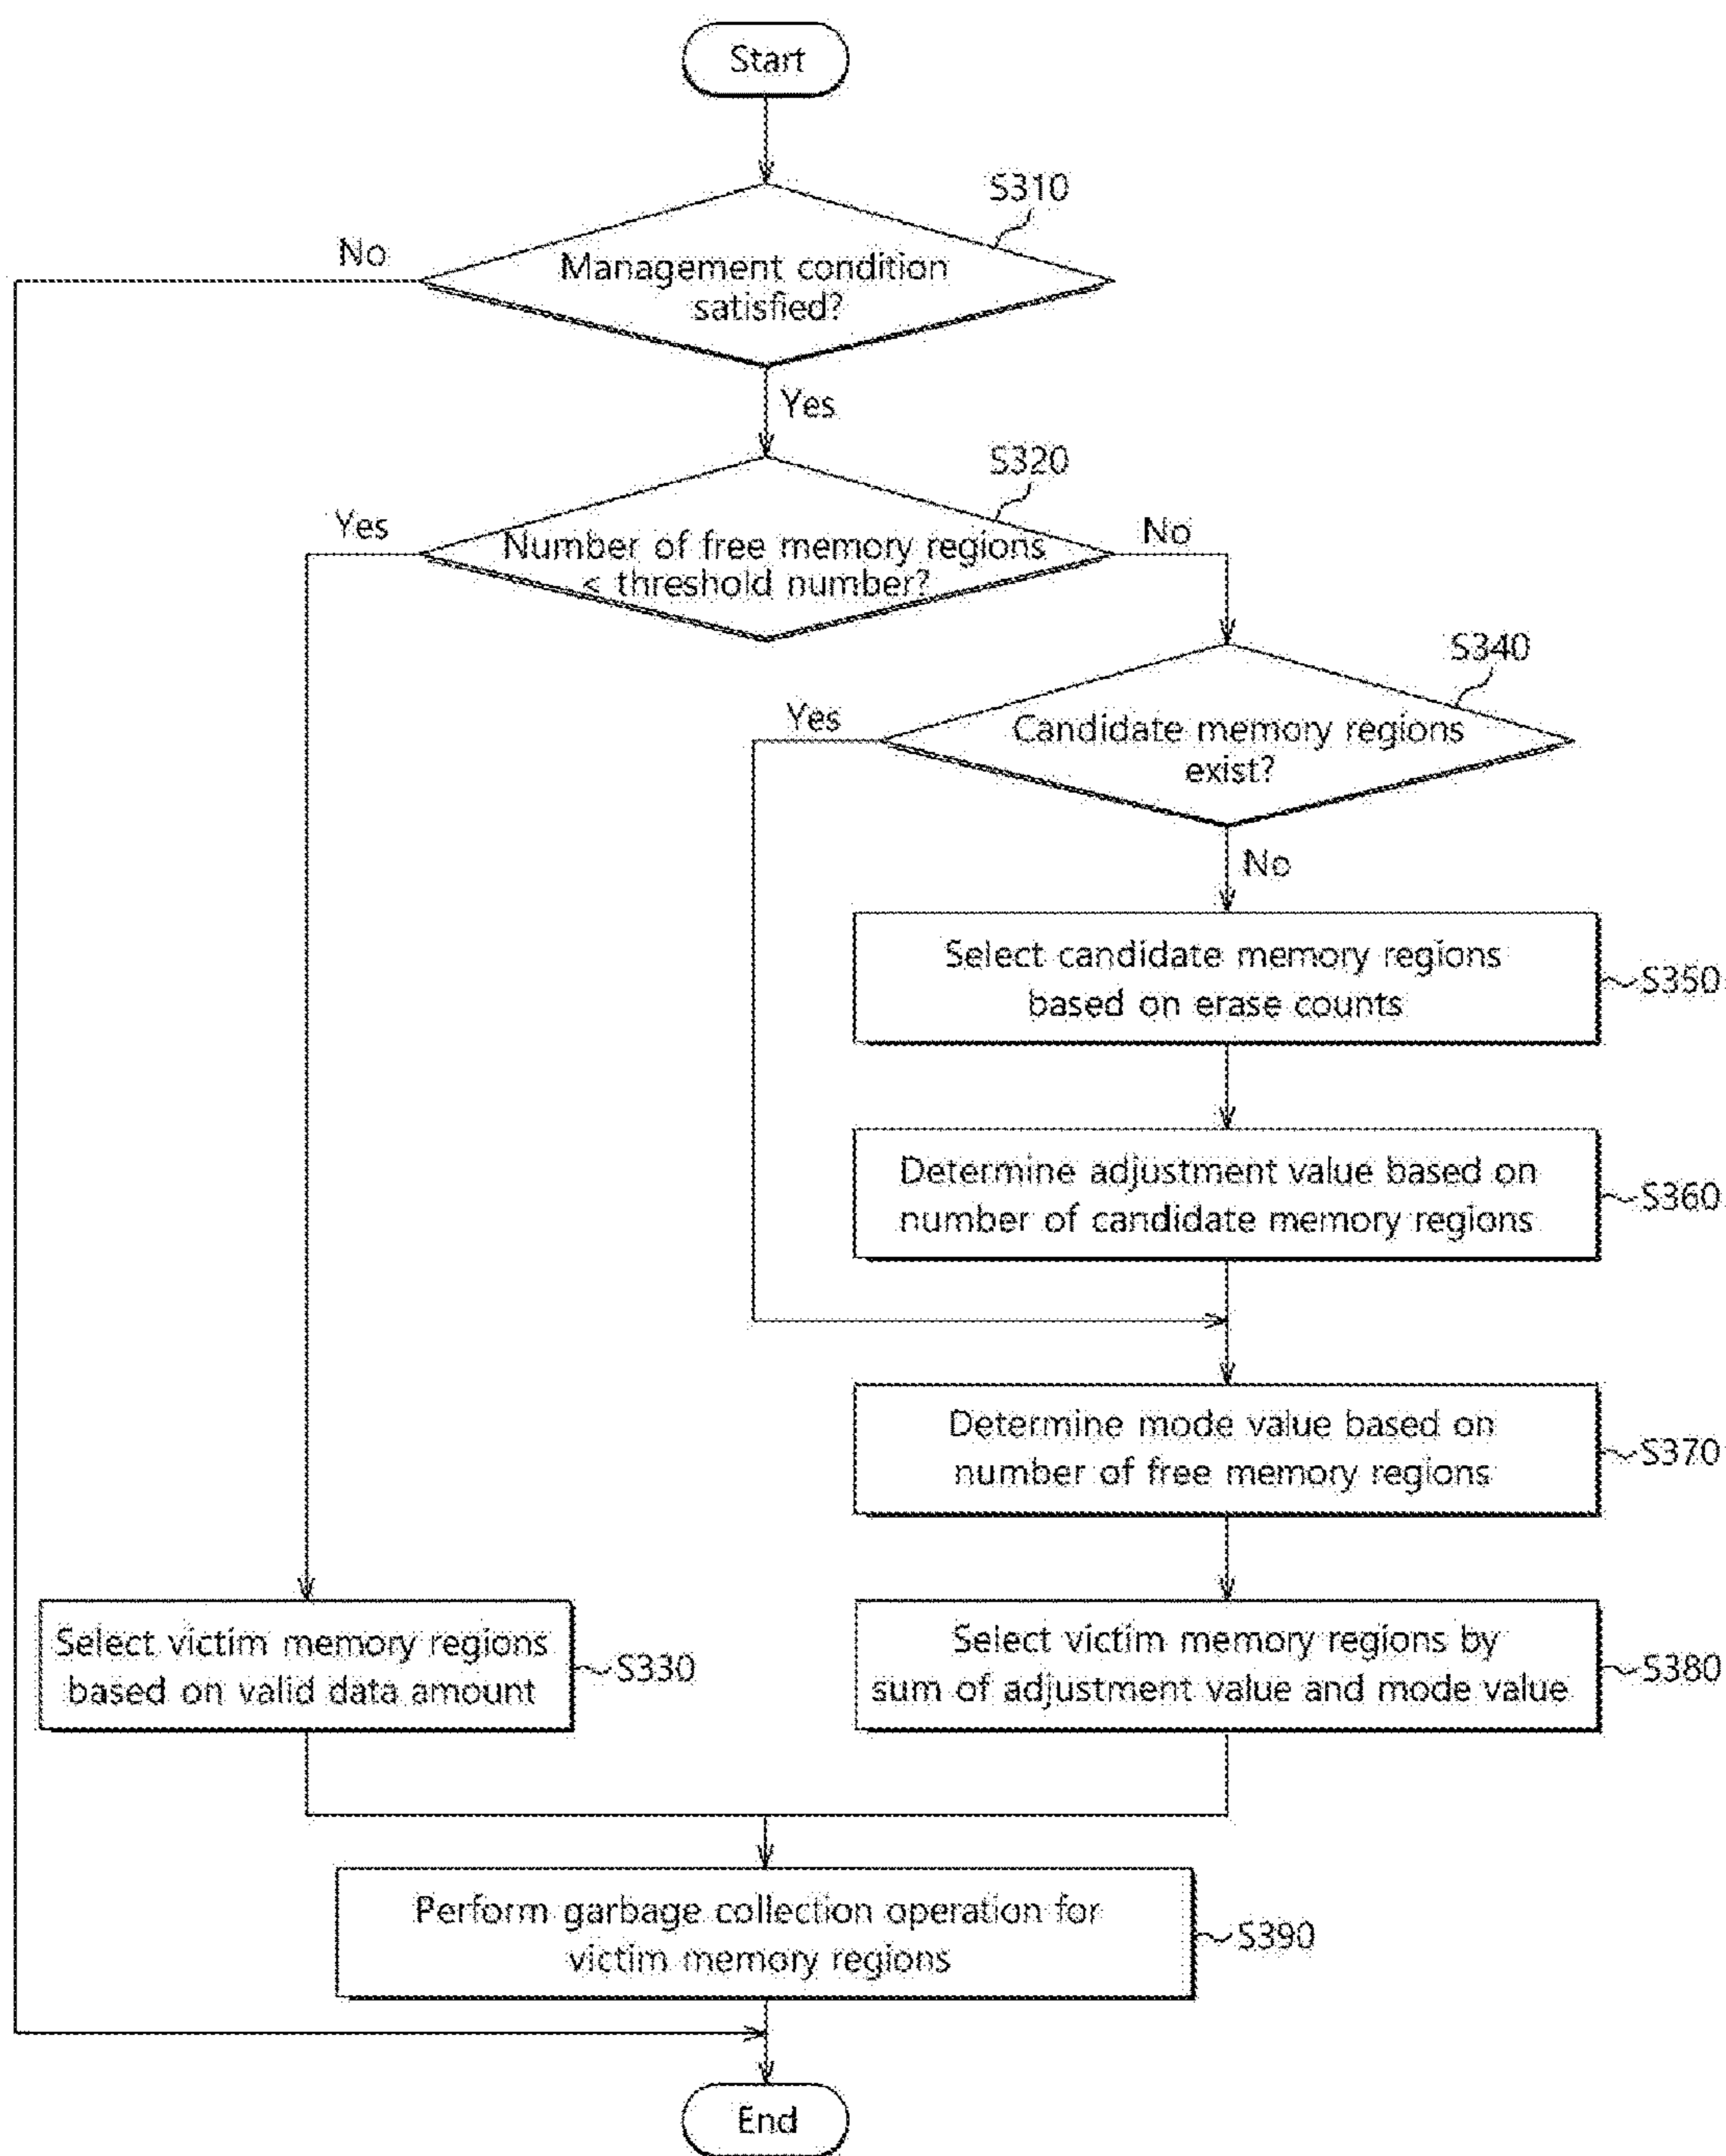 Start
S310
No
Management condition
satisfied?
Yes
S320
Yes
Number of free memory regions
< threshold number?
No
S340
Yes
Candidate memory regions
exist?
No
Select candidate memory regions
based on erase counts
S350
Determine adjustment value based on
number of candidate memory regions
S360
Determine mode value based on
number of free memory regions
S370
Select victim memory regions
based on valid data amount
S330
Select victim memory regions by
sum of adjustment value and mode value
S380
Perform garbage collection operation for
victim memory regions
S390
End